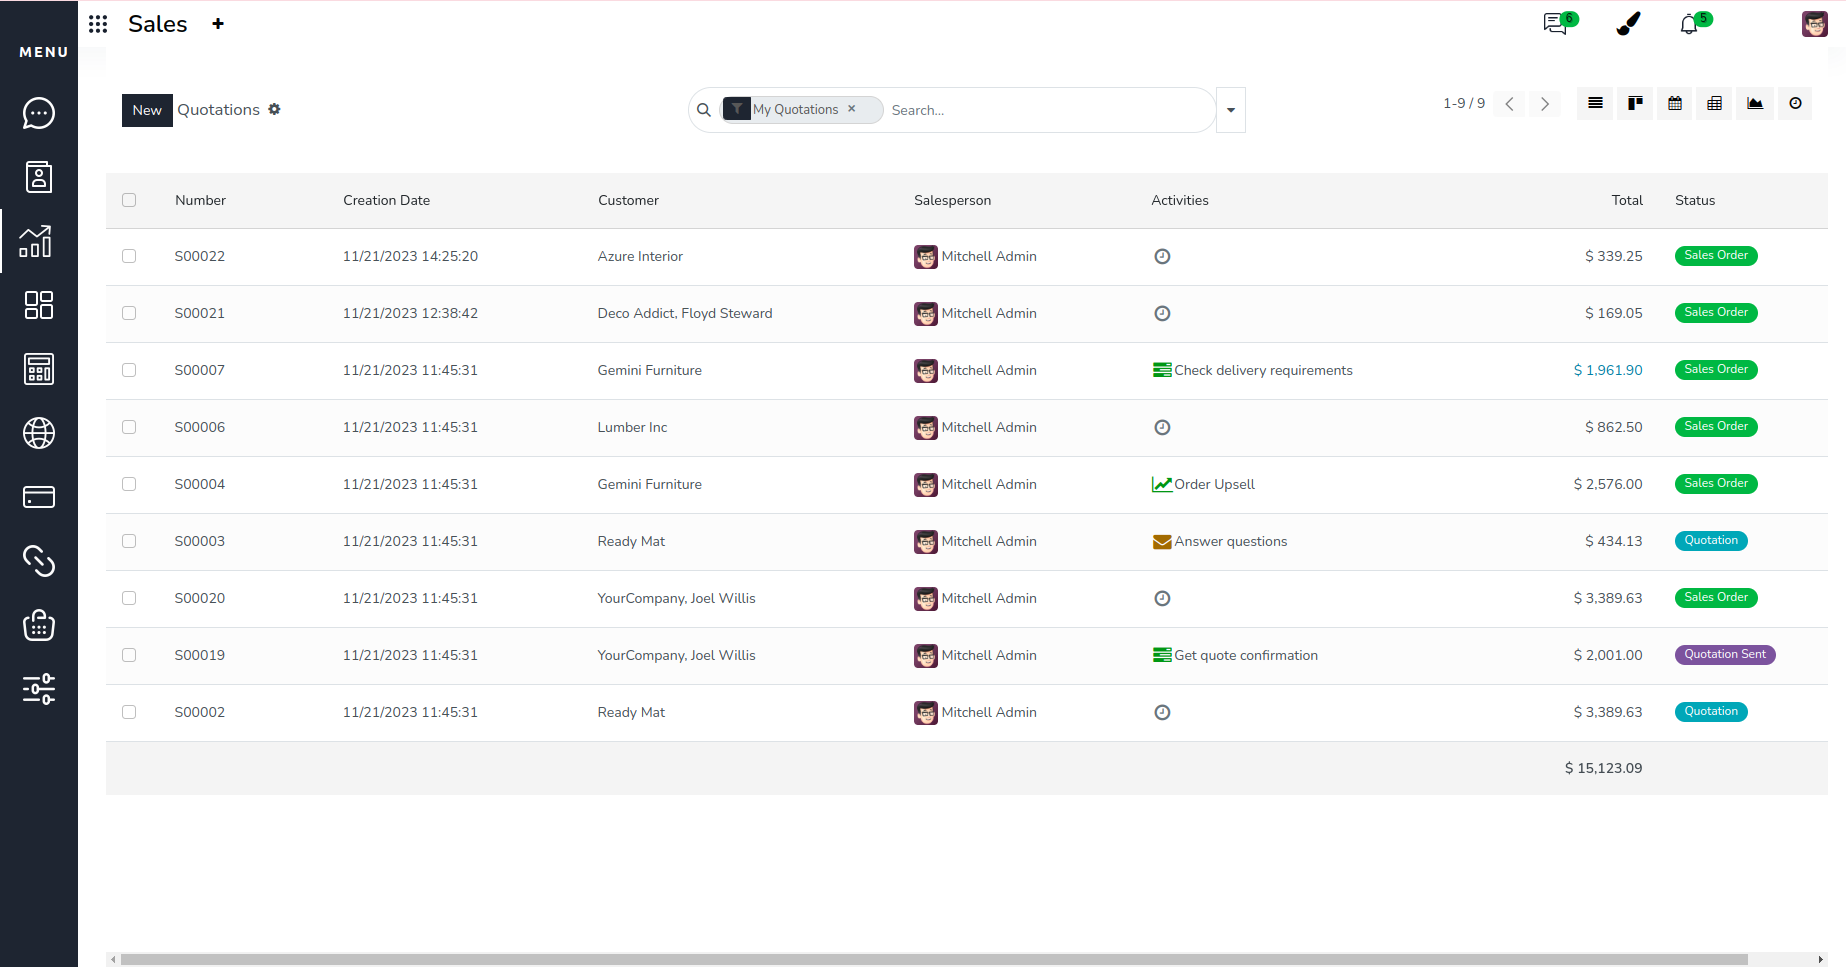 MENU
Sales +
6
5
New Quotations
My Quotations × Search...
1-9 / 9
Number Creation Date Customer Salesperson Activities Total Status
S00022 11/21/2023 14:25:20 Azure Interior Mitchell Admin $ 339.25 Sales Order
S00021 11/21/2023 12:38:42 Deco Addict, Floyd Steward Mitchell Admin $ 169.05 Sales Order
S00007 11/21/2023 11:45:31 Gemini Furniture Mitchell Admin Check delivery requirements $ 1,961.90 Sales Order
S00006 11/21/2023 11:45:31 Lumber Inc Mitchell Admin $ 862.50 Sales Order
S00004 11/21/2023 11:45:31 Gemini Furniture Mitchell Admin Order Upsell $ 2,576.00 Sales Order
S00003 11/21/2023 11:45:31 Ready Mat Mitchell Admin Answer questions $ 434.13 Quotation
S00020 11/21/2023 11:45:31 YourCompany, Joel Willis Mitchell Admin $ 3,389.63 Sales Order
S00019 11/21/2023 11:45:31 YourCompany, Joel Willis Mitchell Admin Get quote confirmation $ 2,001.00 Quotation Sent
S00002 11/21/2023 11:45:31 Ready Mat Mitchell Admin $ 3,389.63 Quotation
$ 15,123.09